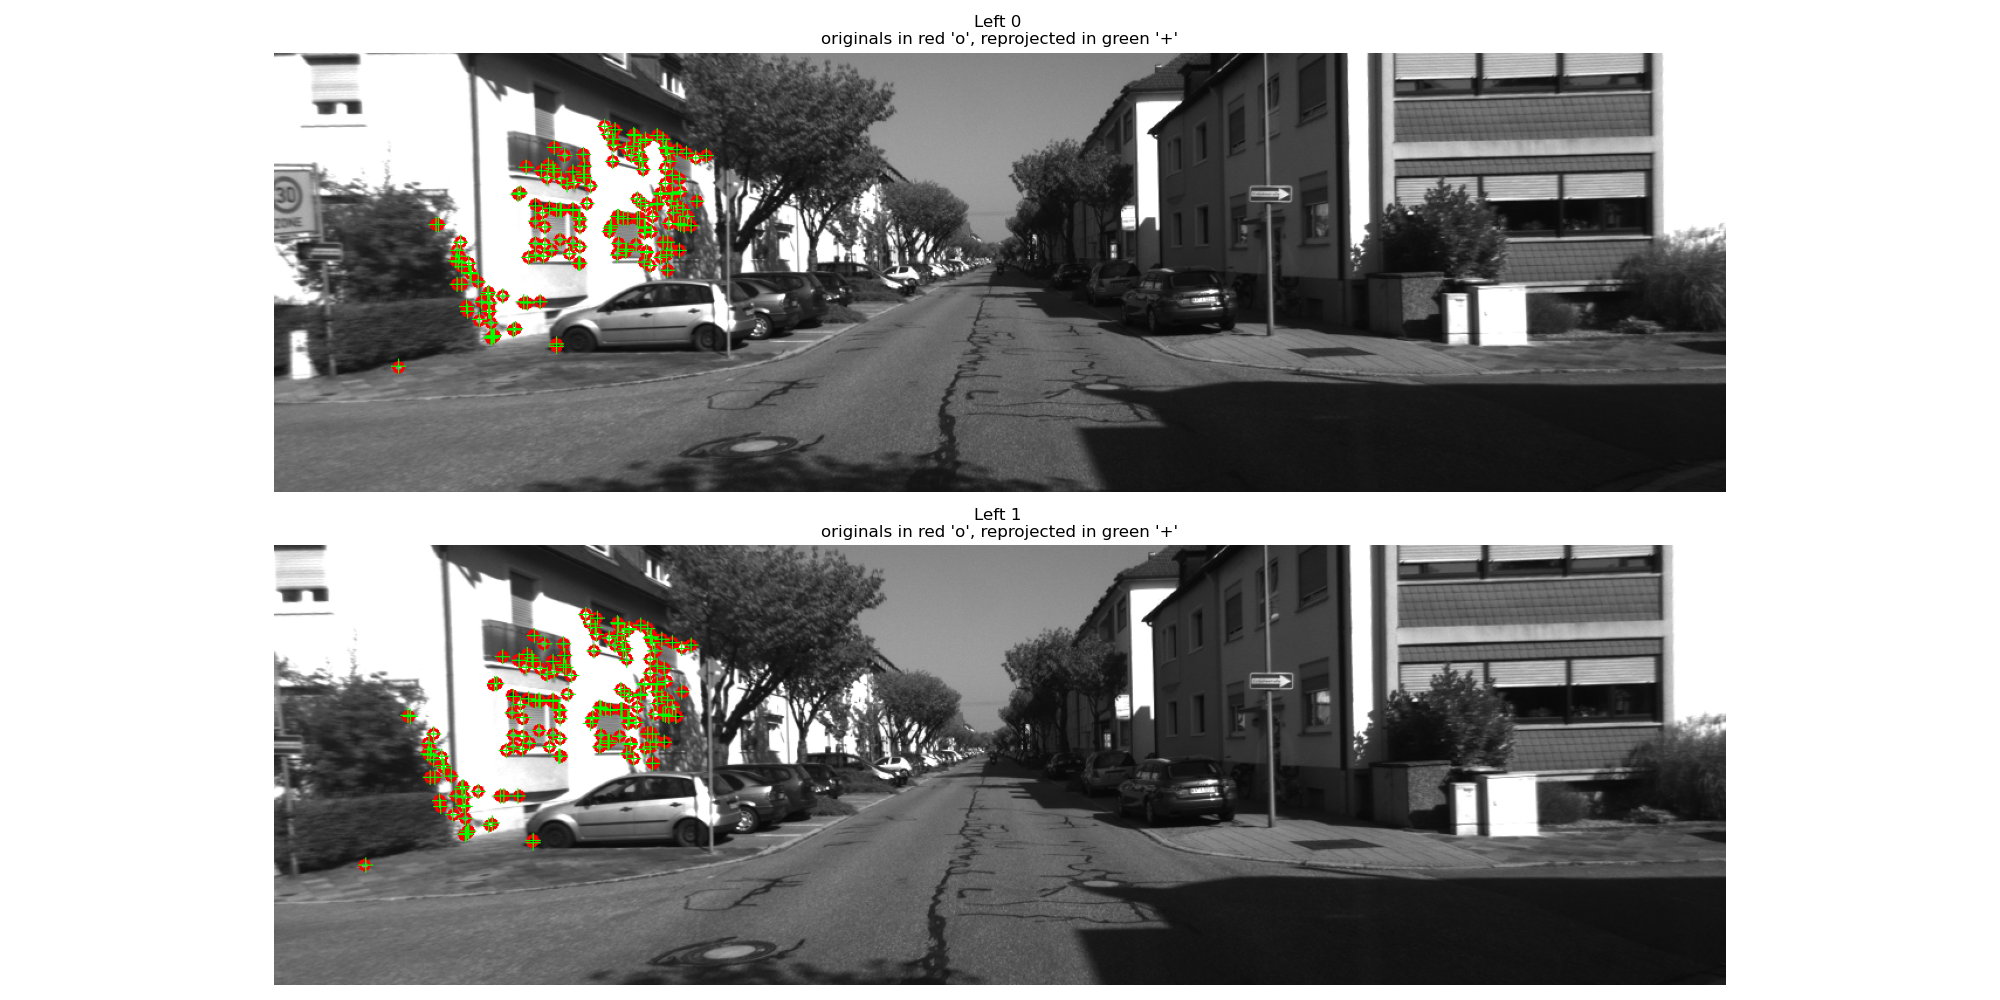 Left 0
originals in red 'o', reprojected in green '+'
30
Left 1
originals in red 'o', reprojected in green '+'